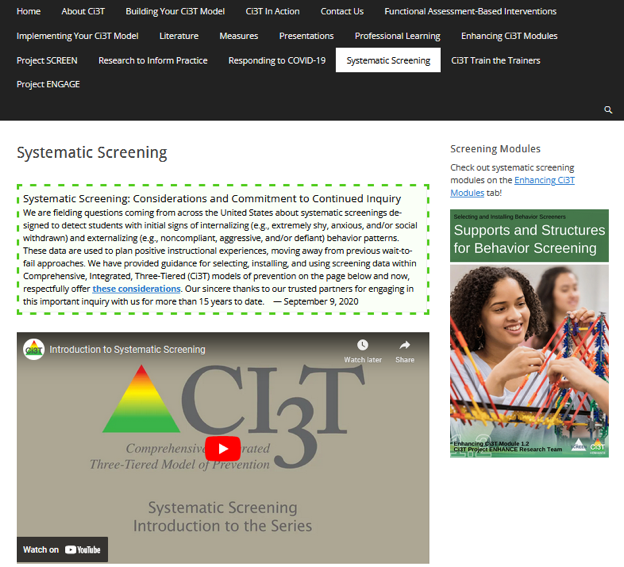 Home About Ci3T Building Your Ci3T Model Ci3T In Action Contact Us Functional Assessment-Based Interventions
Implementing Your Ci3T Model Literature Measures Presentations Professional Learning Enhancing Ci3T Modules
Project SCREEN Research to Inform Practice Responding to COVID-19 Systematic Screening Ci3T Train the Trainers
Project ENGAGE
Systematic Screening
Systematic Screening: Considerations and Commitment to Continued Inquiry
We are fielding questions coming from across the United States about systematic screenings de-
signed to detect students with initial signs of internalizing (e.g., extremely shy, anxious, and/or social
withdrawn) and externalizing (e.g., noncompliant, aggressive, and/or defiant) behavior patterns.
These data are used to plan positive instructional experiences, moving away from previous wait-to-
fail approaches. We have provided guidance for selecting, installing, and using screening data within
Comprehensive, Integrated, Three-Tiered (Ci3T) models of prevention on the page below and now,
respectfully offer these considerations. Our sincere thanks to our trusted partners for engaging in
this important inquiry with us for more than 15 years to date. — September 9, 2020
Introduction to Systematic Screening
Watch later Share
CI3T
Comprehensive, Integrated
Three-Tiered Model of Prevention
Systematic Screening
Introduction to the Series
Watch on YouTube
Screening Modules
Check out systematic screening
modules on the Enhancing Ci3T
Modules tab!
Selecting and Installing Behavior Screeners
Supports and Structures
for Behavior Screening
Enhancing Ci3T Module 1.2
Ci3T Project ENHANCE Research Team